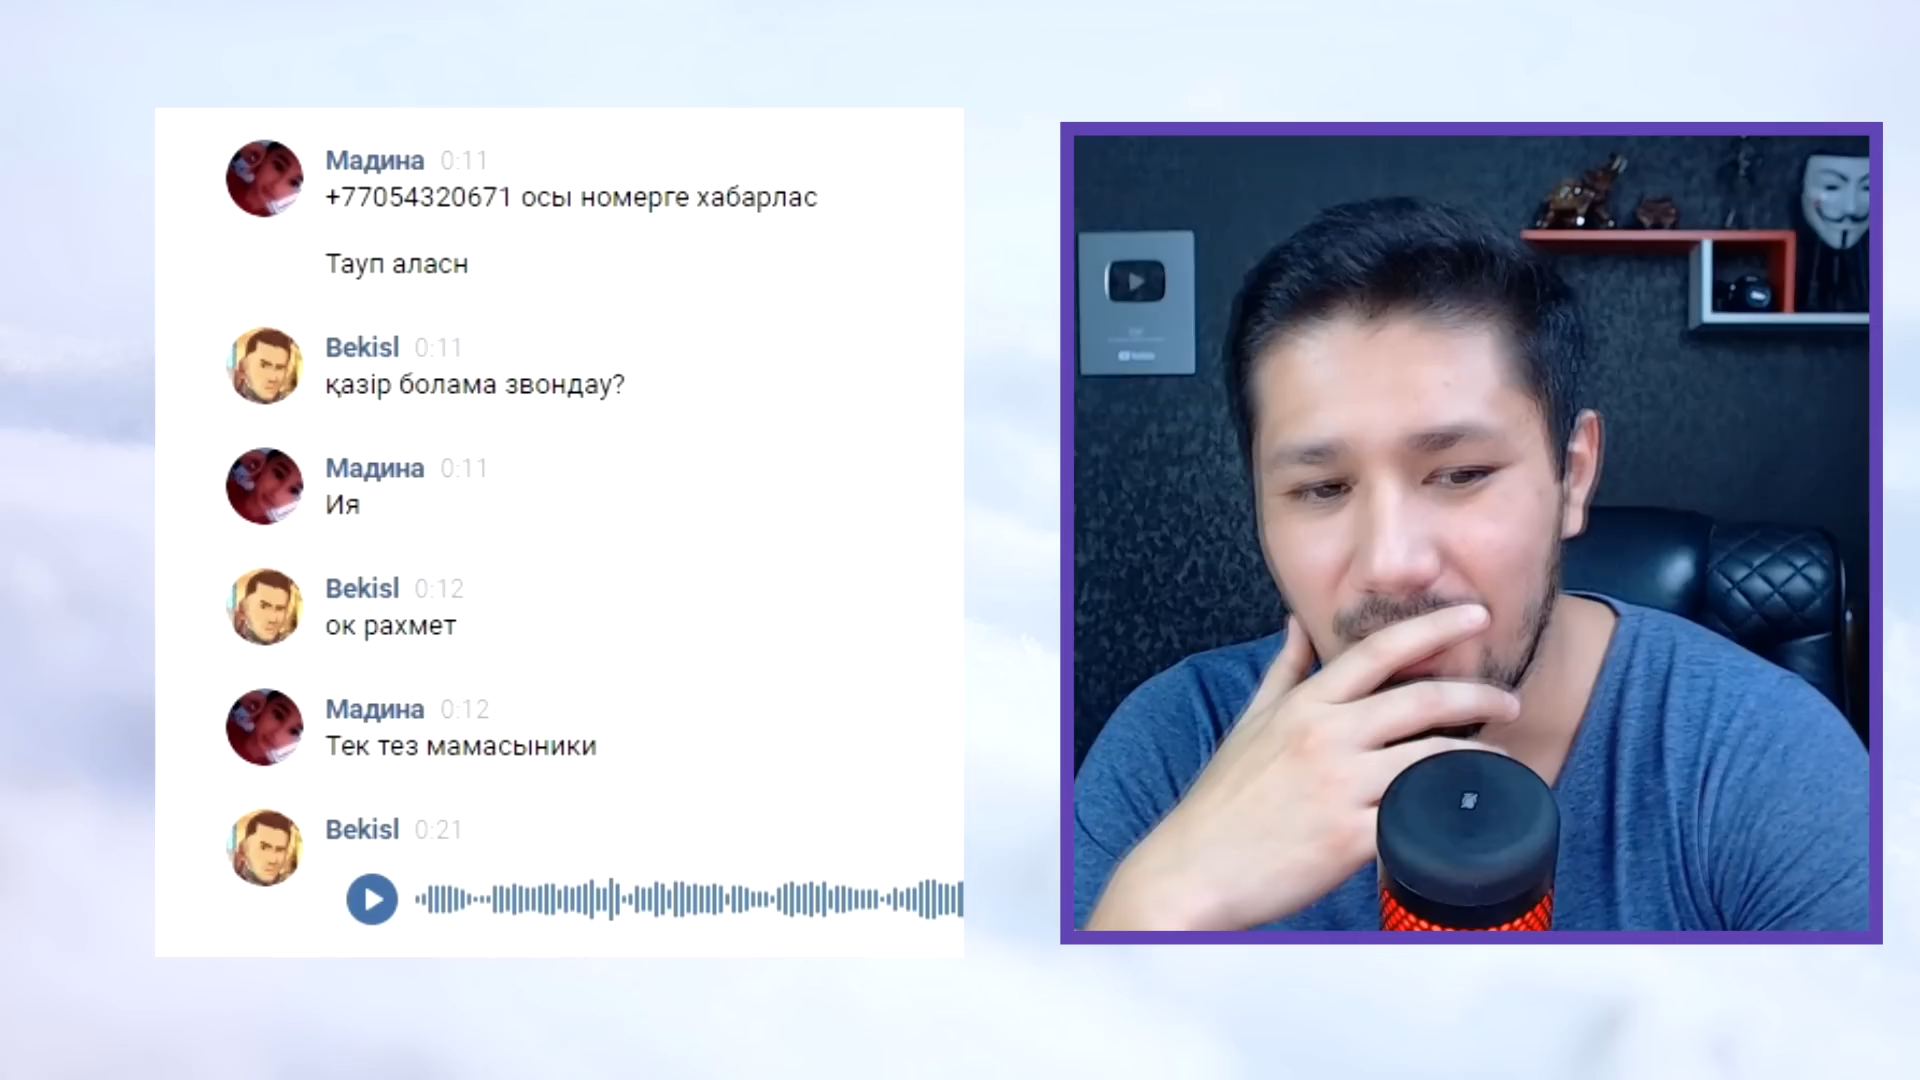 Мадина 0:11
+77054320671 осы номерге хабарлас
Тауп аласн
Bekisl 0:11
қазір болама звондау?
Мадина 0:11
Ия
Bekisl 0:12
ок рахмет
Мадина 0:12
Тек тез мамасыники
Bekisl 0:21